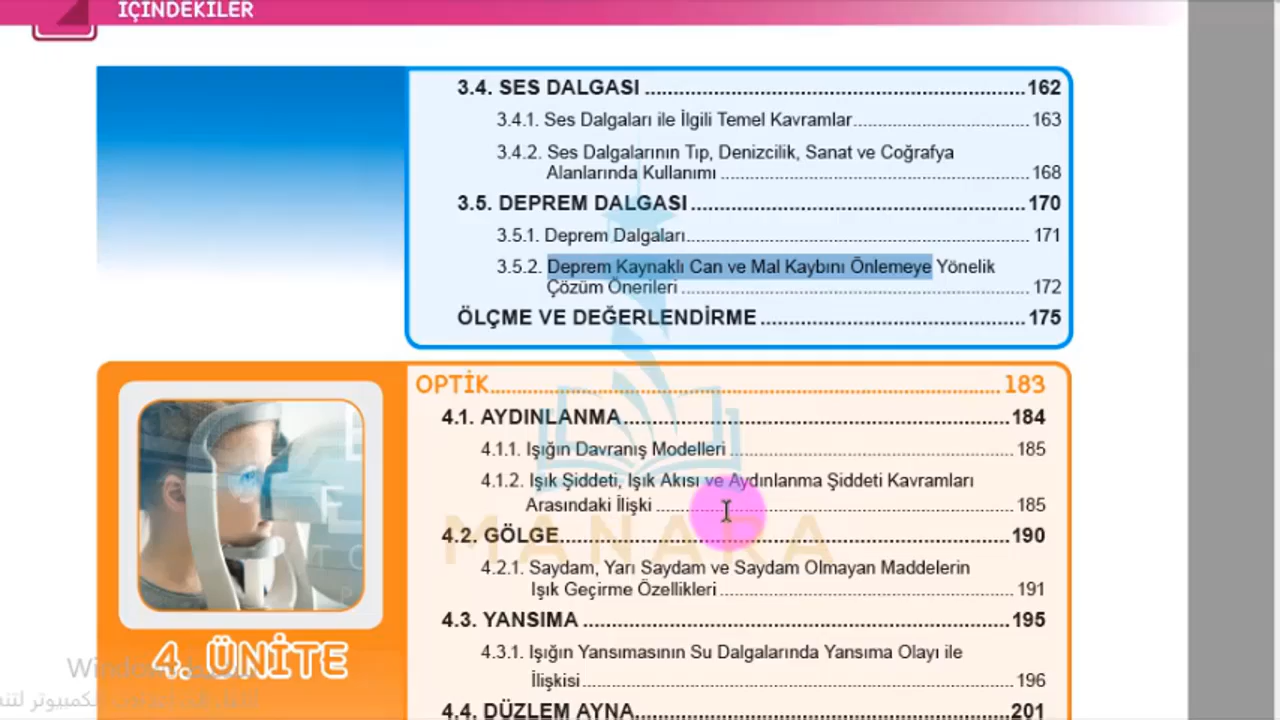 İÇİNDEKİLER
3.4. SES DALGASI ..................................................................162
3.4.1. Ses Dalgaları ile İlgili Temel Kavramlar.................................163
3.4.2. Ses Dalgalarının Tıp, Denizcilik, Sanat ve Coğrafya
Alanlarında Kullanımı ...........................................................168
3.5. DEPREM DALGASI...........................................................170
3.5.1. Deprem Dalgaları.................................................................171
3.5.2. Deprem Kaynaklı Can ve Mal Kaybını Önlemeye Yönelik
Çözüm Önerileri ..................................................................172
ÖLÇME VE DEĞERLENDİRME..............................................175
OPTİK....................................................................................183
4.1. AYDINLANMA..................................................................184
4.1.1. Işığın Davranış Modelleri ......................................................185
4.1.2. Işık Şiddeti, Işık Akısı ve Aydınlanma Şiddeti Kavramları
Arasındaki İlişki ....................................................................185
MANARA
4.2. GÖLGE............................................................................190
4.2.1. Saydam, Yarı Saydam ve Saydam Olmayan Maddelerin
Işık Geçirme Özellikleri ........................................................191
4.3. YANSIMA ........................................................................195
4.3.1. Işığın Yansımasının Su Dalgalarında Yansıma Olayı ile
İlişkisi.................................................................................196
4.4. DÜZLEM AYNA................................................................201
4. ÜNİTE
تنشيط Windows